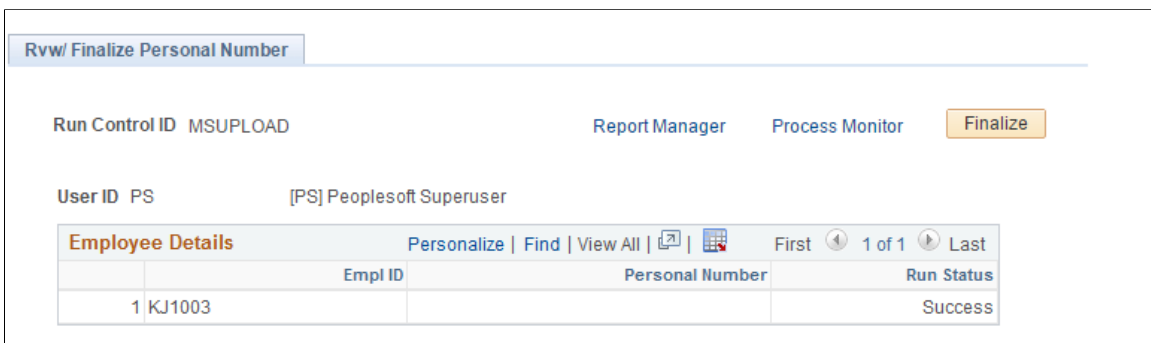 Rvw/ Finalize Personal Number
Run Control ID MSUPLOAD Report Manager Process Monitor Finalize
User ID PS [PS] Peoplesoft Superuser
Employee Details Personalize | Find | View All | | First 1 of 1 Last
Empl ID Personal Number Run Status
1 KJ1003 Success